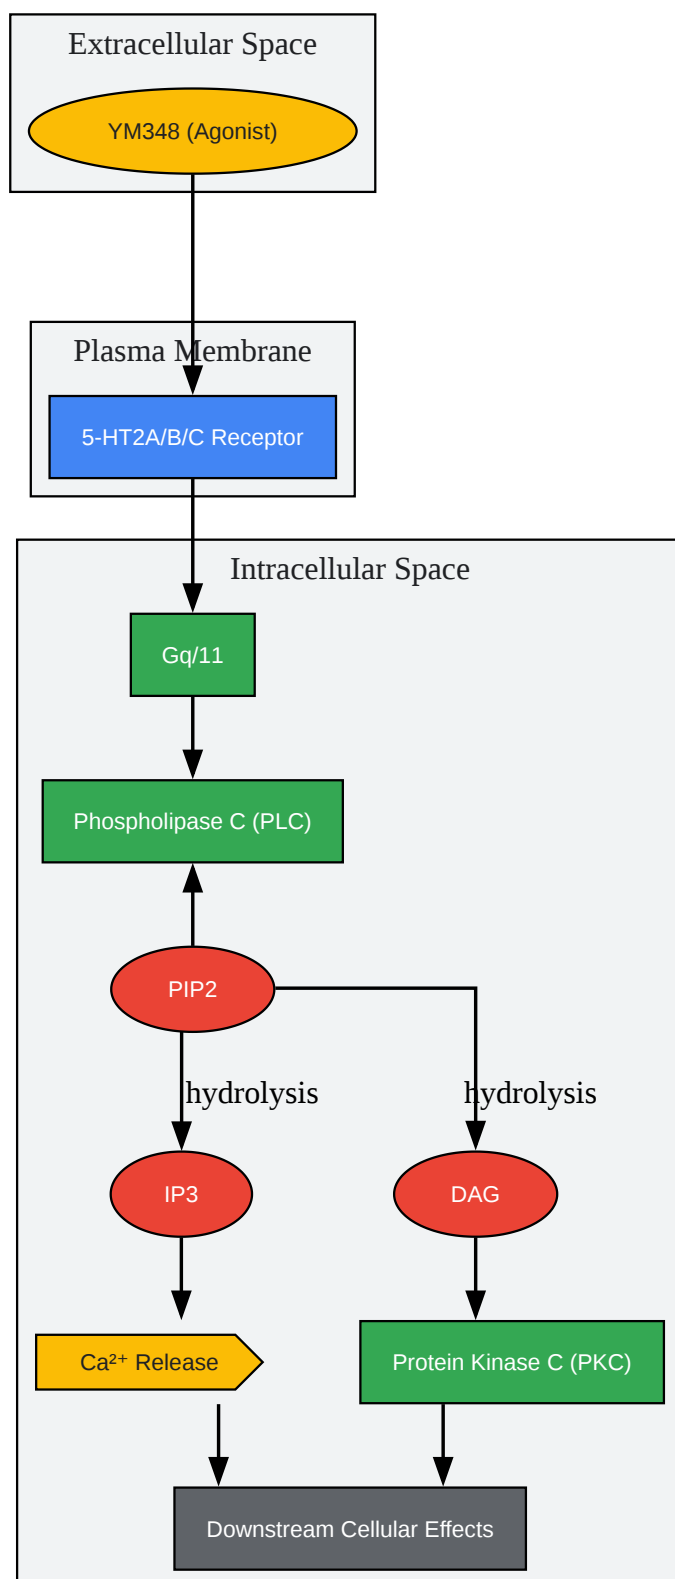 Extracellular Space
YM348 (Agonist)
Plasma Membrane
5-HT2A/B/C Receptor
Intracellular Space
Gq/11
Phospholipase C (PLC)
PIP2
hydrolysis
hydrolysis
IP3
DAG
Ca²⁺ Release
Protein Kinase C (PKC)
Downstream Cellular Effects